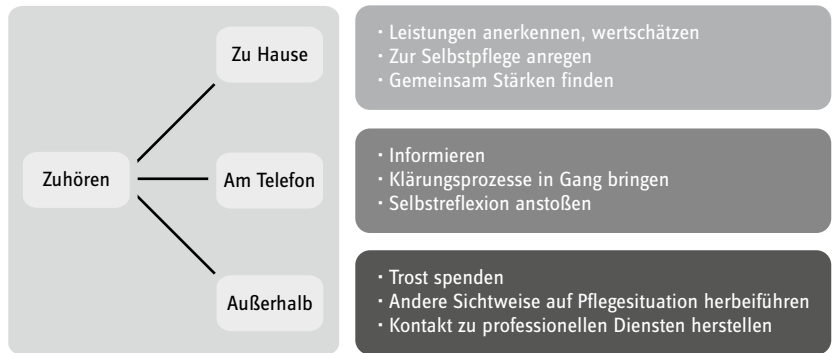 Zuhören
Zu Hause
Am Telefon
Außerhalb
· Leistungen anerkennen, wertschätzen
· Zur Selbstpflege anregen
· Gemeinsam Stärken finden
· Informieren
· Klärungsprozesse in Gang bringen
· Selbstreflexion anstoßen
· Trost spenden
· Andere Sichtweise auf Pflegesituation herbeiführen
· Kontakt zu professionellen Diensten herstellen